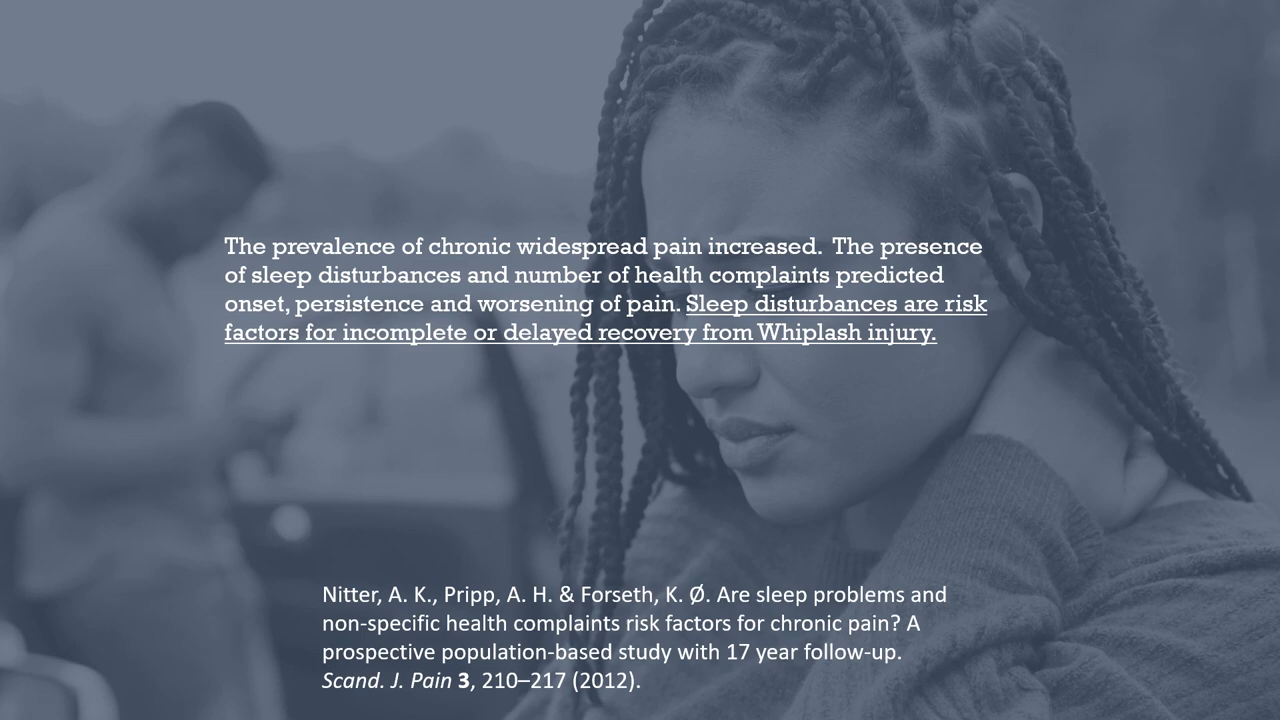 The prevalence of chronic widespread pain increased.  The presence
of sleep disturbances and number of health complaints predicted
onset, persistence and worsening of pain. Sleep disturbances are risk
factors for incomplete or delayed recovery from Whiplash injury.
Nitter, A. K., Pripp, A. H. & Forseth, K. Ø. Are sleep problems and
non-specific health complaints risk factors for chronic pain? A
prospective population-based study with 17 year follow-up.
Scand. J. Pain 3, 210–217 (2012).